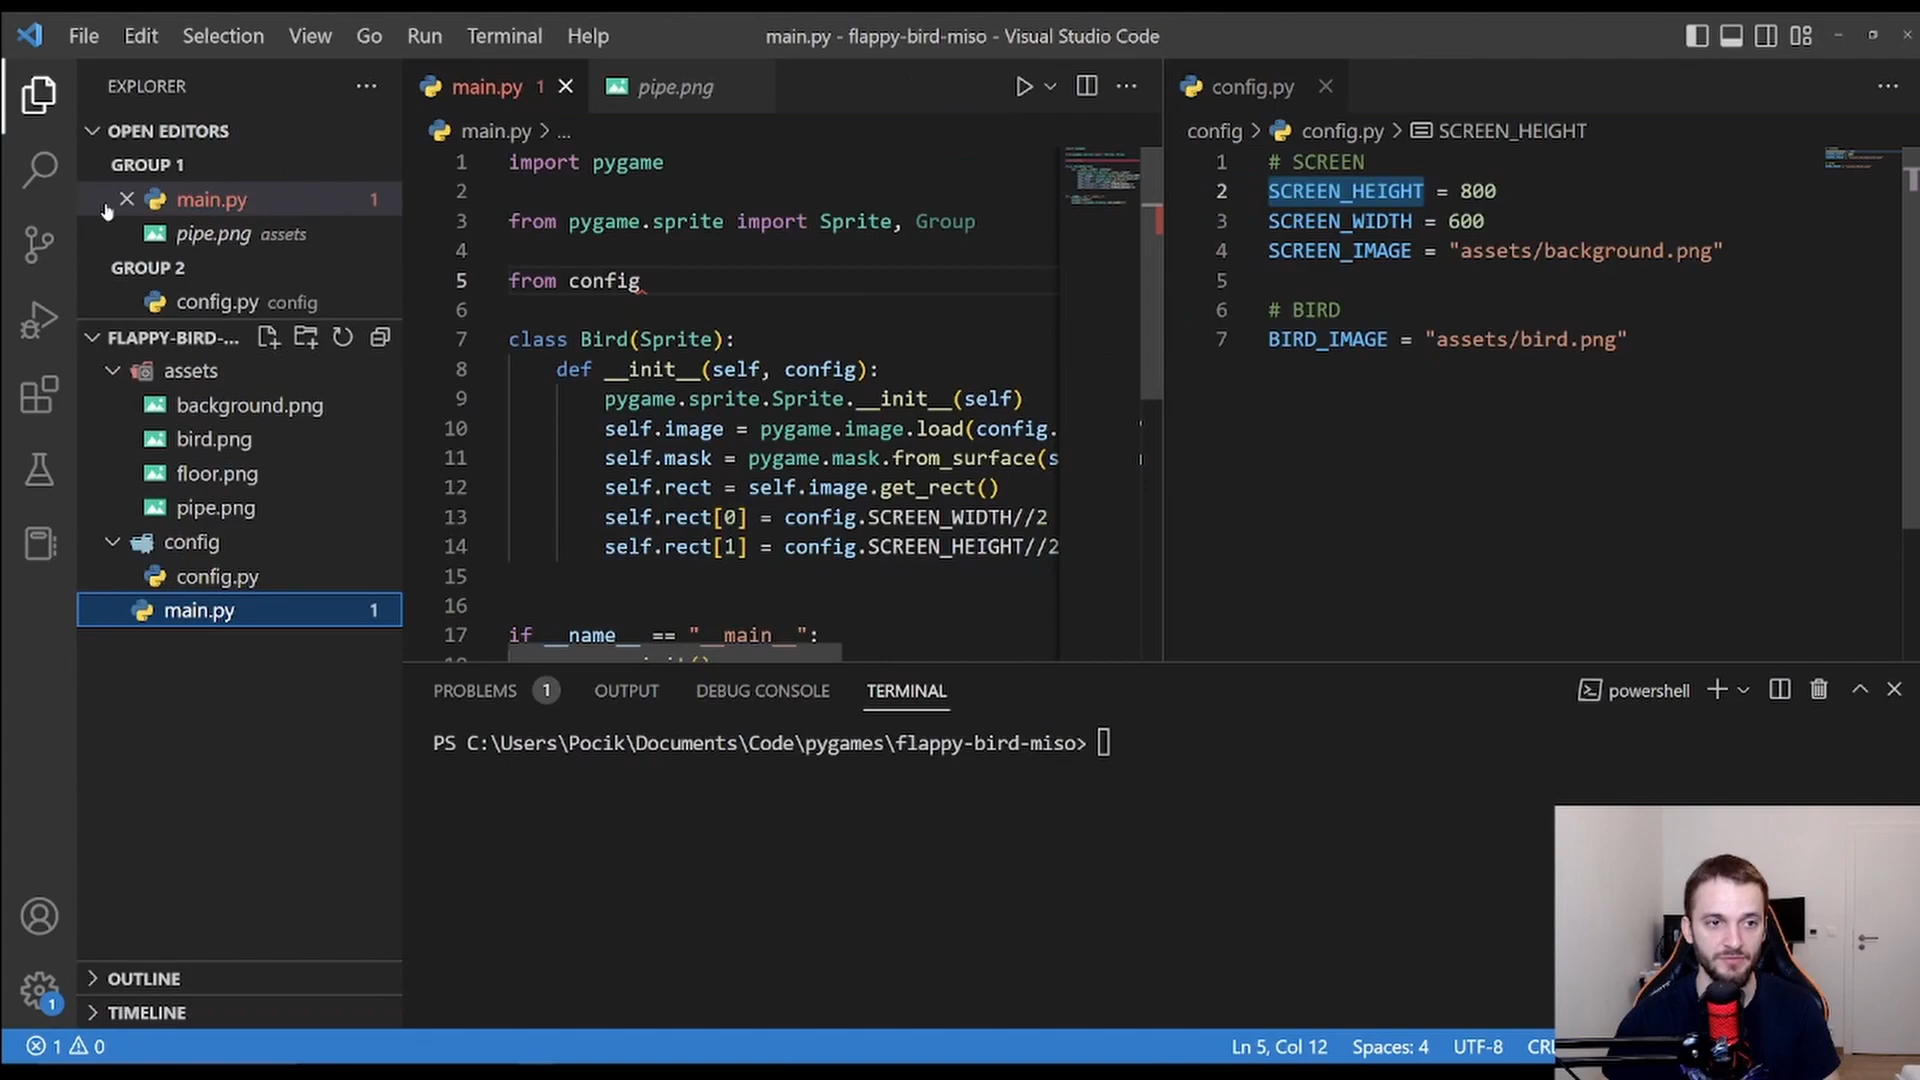 File Edit Selection View Go Run Terminal Help
main.py - flappy-bird-miso - Visual Studio Code
EXPLORER
OPEN EDITORS
GROUP 1
main.py 1
pipe.png assets
GROUP 2
config.py config
FLAPPY-BIRD-...
assets
background.png
bird.png
floor.png
pipe.png
config
config.py
main.py 1
OUTLINE
TIMELINE
main.py 1
pipe.png
main.py > ...
1 import pygame
2
3 from pygame.sprite import Sprite, Group
4
5 from config
6
7 class Bird(Sprite):
8 def __init__(self, config):
9 pygame.sprite.Sprite.__init__(self)
10 self.image = pygame.image.load(config.
11 self.mask = pygame.mask.from_surface(s
12 self.rect = self.image.get_rect()
13 self.rect[0] = config.SCREEN_WIDTH//2
14 self.rect[1] = config.SCREEN_HEIGHT//2
15
16
17 if __name__ == "__main__":
config.py
config > config.py > SCREEN_HEIGHT
1 # SCREEN
2 SCREEN_HEIGHT = 800
3 SCREEN_WIDTH = 600
4 SCREEN_IMAGE = "assets/background.png"
5
6 # BIRD
7 BIRD_IMAGE = "assets/bird.png"
PROBLEMS 1 OUTPUT DEBUG CONSOLE TERMINAL
powershell
PS C:\Users\Pocik\Documents\Code\pygames\flappy-bird-miso>
1
1 0
Ln 5, Col 12 Spaces: 4 UTF-8